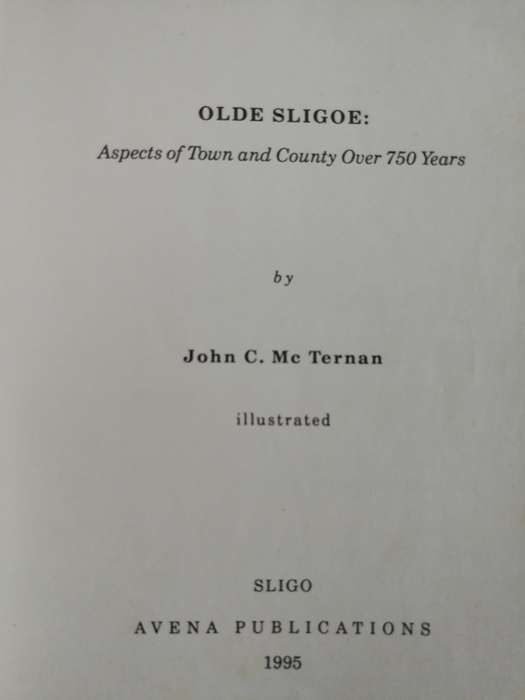 OLDE SLIGOE:
Aspects of Town and County Over 750 Years
by
John C. Mc Ternan
illustrated
SLIGO
AVENA PUBLICATIONS
1995